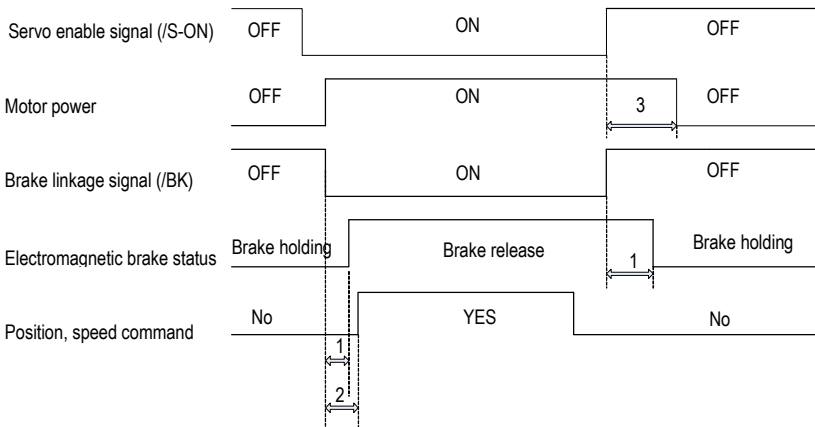 Servo enable signal (/S-ON) OFF ON OFF
Motor power OFF ON 3 OFF
Brake linkage signal (/BK) OFF ON OFF
Electromagnetic brake status Brake holding Brake release 1 Brake holding
Position, speed command No YES No
1
2